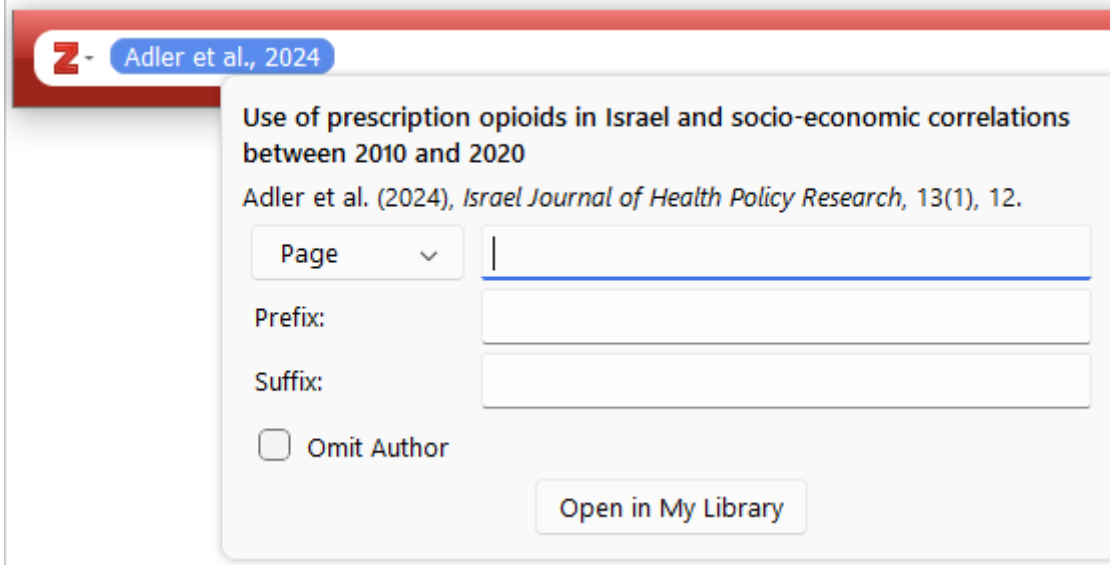 Z
Adler et al., 2024
Use of prescription opioids in Israel and socio-economic correlations
between 2010 and 2020
Adler et al. (2024), Israel Journal of Health Policy Research, 13(1), 12.
Page
Prefix:
Suffix:
Omit Author
Open in My Library